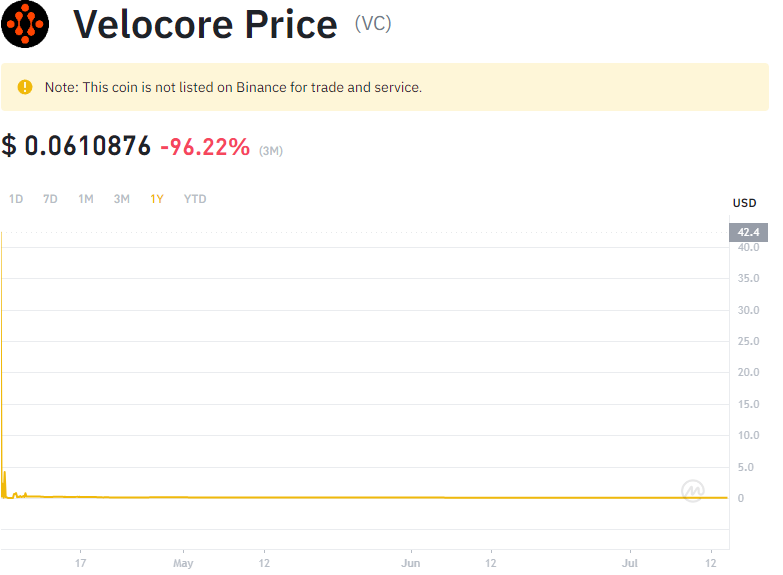 Velocore Price (VC)
Note: This coin is not listed on Binance for trade and service.
$ 0.0610876 -96.22% (3M)
1D 7D 1M 3M 1Y YTD
USD
42.4
40.0
35.0
30.0
25.0
20.0
15.0
10.0
5.0
0
17 May 12 Jun 12 Jul 12